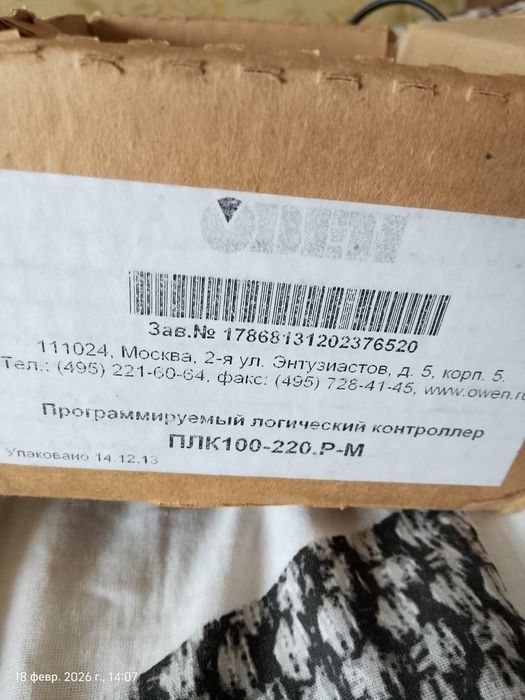 ОВЕН
Зав.№ 17868131202376520
111024, Москва, 2-я ул. Энтузиастов, д. 5, корп. 5.
Тел.: (495) 221-60-64, факс: (495) 728-41-45, www.owen.ru
Программируемый логический контроллер
ПЛК100-220.Р-М
Упаковано 14.12.13
18 февр. 2026 г., 14:07